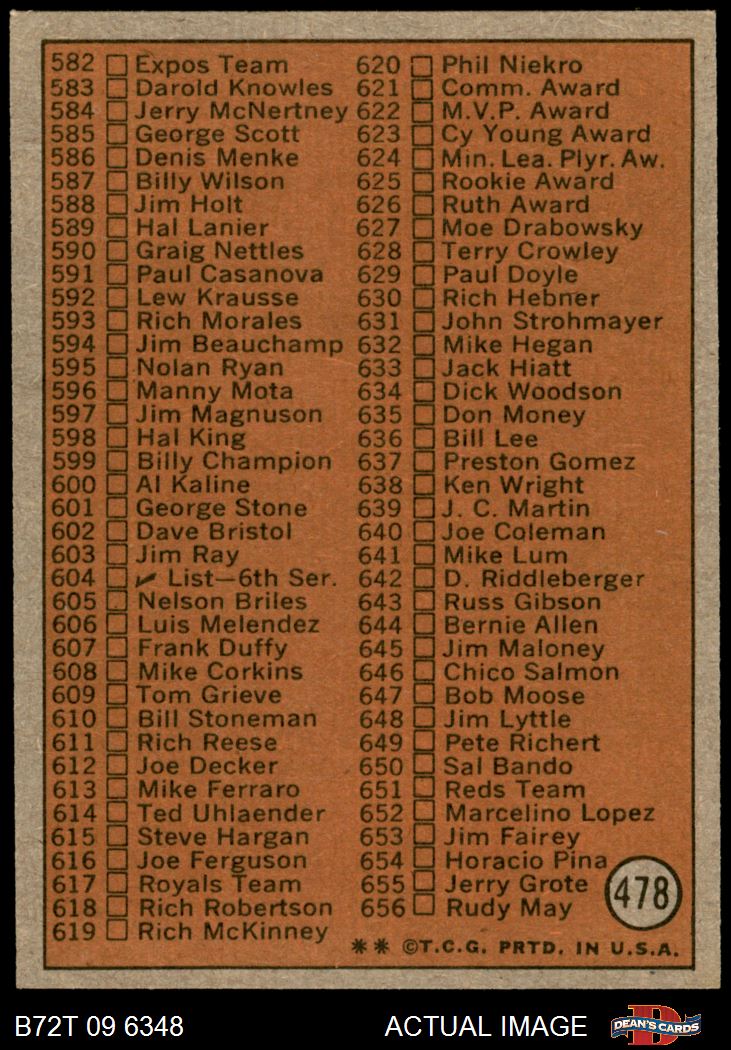 582 Expos Team
583 Darold Knowles
584 Jerry McNertney
585 George Scott
586 Denis Menke
587 Billy Wilson
588 Jim Holt
589 Hal Lanier
590 Graig Nettles
591 Paul Casanova
592 Lew Krausse
593 Rich Morales
594 Jim Beauchamp
595 Nolan Ryan
596 Manny Mota
597 Jim Magnuson
598 Hal King
599 Billy Champion
600 Al Kaline
601 George Stone
602 Dave Bristol
603 Jim Ray
604 ✓ List—6th Ser.
605 Nelson Briles
606 Luis Melendez
607 Frank Duffy
608 Mike Corkins
609 Tom Grieve
610 Bill Stoneman
611 Rich Reese
612 Joe Decker
613 Mike Ferraro
614 Ted Uhlaender
615 Steve Hargan
616 Joe Ferguson
617 Royals Team
618 Rich Robertson
619 Rich McKinney
620 Phil Niekro
621 Comm. Award
622 M.V.P. Award
623 Cy Young Award
624 Min. Lea. Plyr. Aw.
625 Rookie Award
626 Ruth Award
627 Moe Drabowsky
628 Terry Crowley
629 Paul Doyle
630 Rich Hebner
631 John Strohmayer
632 Mike Hegan
633 Jack Hiatt
634 Dick Woodson
635 Don Money
636 Bill Lee
637 Preston Gomez
638 Ken Wright
639 J. C. Martin
640 Joe Coleman
641 Mike Lum
642 D. Riddleberger
643 Russ Gibson
644 Bernie Allen
645 Jim Maloney
646 Chico Salmon
647 Bob Moose
648 Jim Lyttle
649 Pete Richert
650 Sal Bando
651 Reds Team
652 Marcelino Lopez
653 Jim Fairey
654 Horacio Pina
655 Jerry Grote
656 Rudy May
478
** ©T.C.G. PRTD. IN U.S.A.
B72T 09 6348
ACTUAL IMAGE
D
DEAN'S CARDS